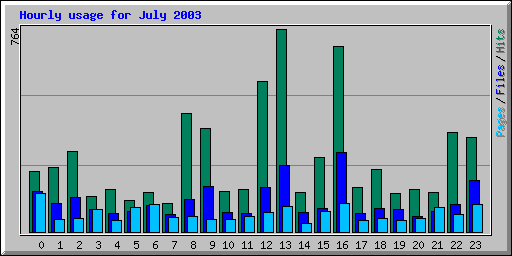 Hourly usage for July 2003
764
Pages / Files / Hits
0 1 2 3 4 5 6 7 8 9 10 11 12 13 14 15 16 17 18 19 20 21 22 23